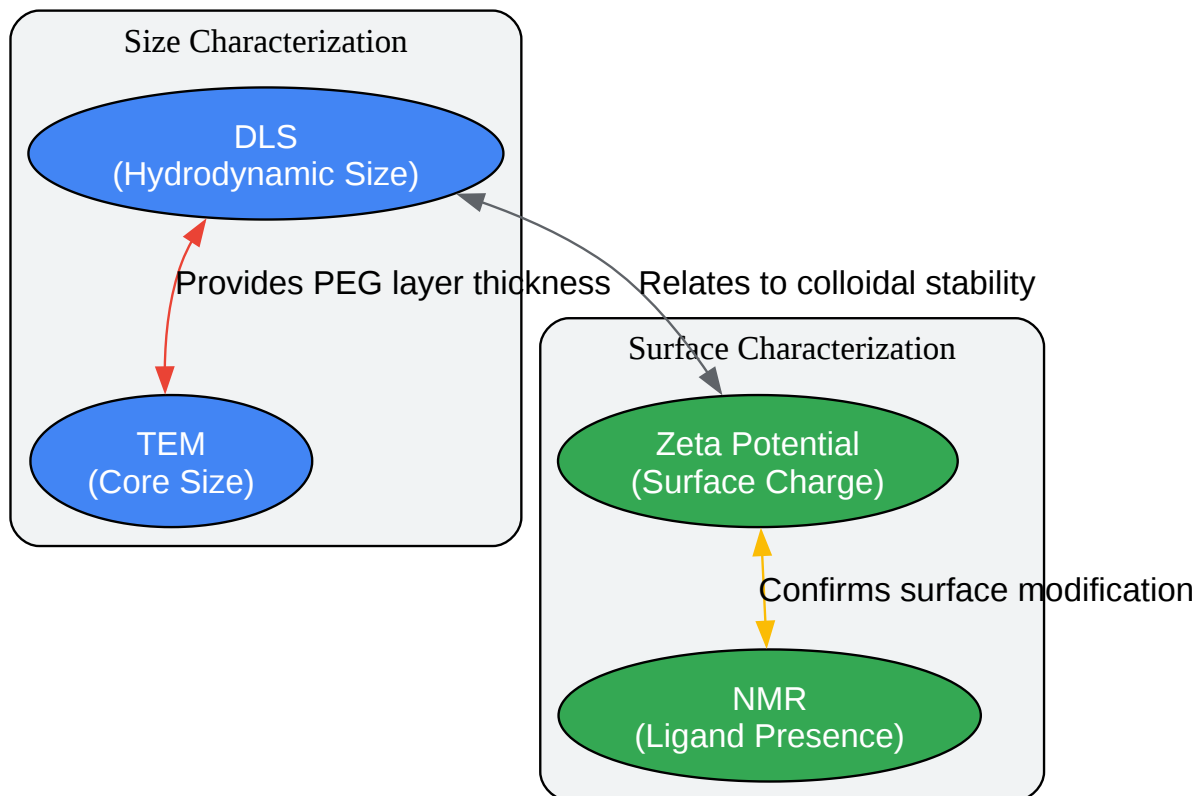 Size Characterization
DLS
(Hydrodynamic Size)
Provides PEG layer thickness
Relates to colloidal stability
TEM
(Core Size)
Surface Characterization
Zeta Potential
(Surface Charge)
Confirms surface modification
NMR
(Ligand Presence)